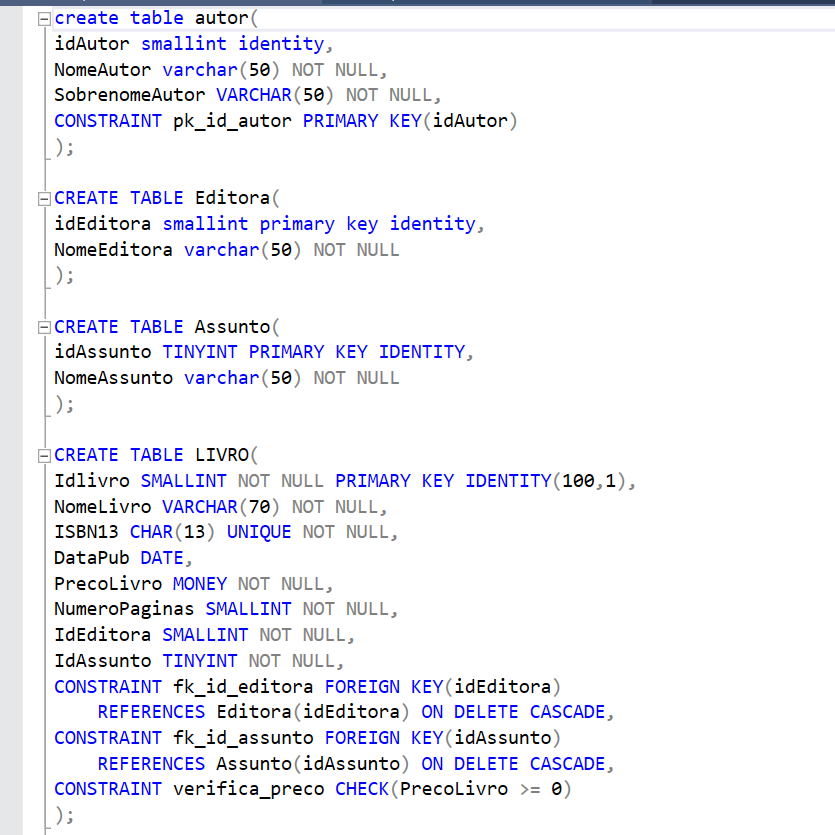 create table autor(
idAutor smallint identity,
NomeAutor varchar(50) NOT NULL,
SobrenomeAutor VARCHAR(50) NOT NULL,
CONSTRAINT pk_id_autor PRIMARY KEY(idAutor)
);
CREATE TABLE Editora(
idEditora smallint primary key identity,
NomeEditora varchar(50) NOT NULL
);
CREATE TABLE Assunto(
idAssunto TINYINT PRIMARY KEY IDENTITY,
NomeAssunto varchar(50) NOT NULL
);
CREATE TABLE LIVRO(
Idlivro SMALLINT NOT NULL PRIMARY KEY IDENTITY(100,1),
NomeLivro VARCHAR(70) NOT NULL,
ISBN13 CHAR(13) UNIQUE NOT NULL,
DataPub DATE,
PrecoLivro MONEY NOT NULL,
NumeroPaginas SMALLINT NOT NULL,
IdEditora SMALLINT NOT NULL,
IdAssunto TINYINT NOT NULL,
CONSTRAINT fk_id_editora FOREIGN KEY(idEditora)
REFERENCES Editora(idEditora) ON DELETE CASCADE,
CONSTRAINT fk_id_assunto FOREIGN KEY(idAssunto)
REFERENCES Assunto(idAssunto) ON DELETE CASCADE,
CONSTRAINT verifica_preco CHECK(PrecoLivro >= 0)
);